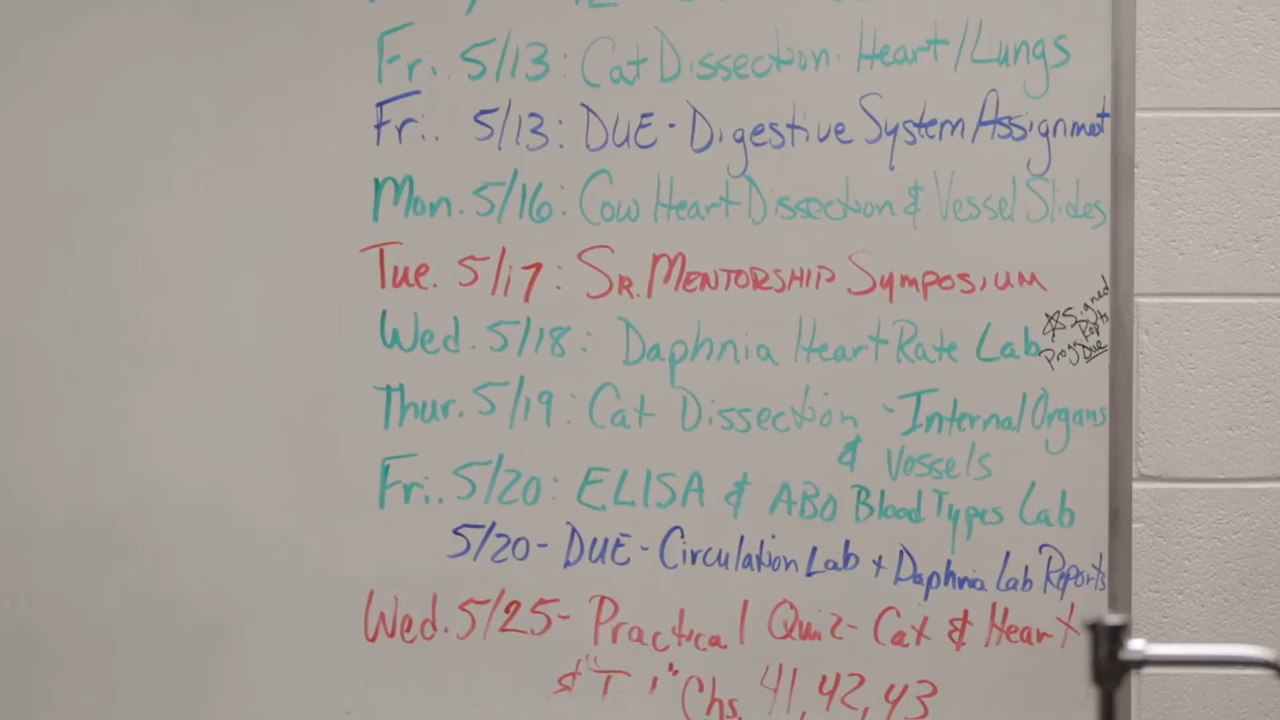 Fri. 5/13: Cat Dissection. Heart/Lungs
Fri. 5/13: DUE - Digestive System Assignmet
Mon. 5/16: Cow Heart Dissection & Vessel Slides
Tue. 5/17: SR. MENTORSHIP Symposium
Wed. 5/18: Daphnia Heart Rate Lab
☆Signed
Prog. Rpts
Due
Thur. 5/19: Cat Dissection - Internal Organs
& Vessels
Fri. 5/20: ELISA & ABO Blood Types Lab
5/20 - DUE - Circulation Lab + Daphnia Lab Reports
Wed. 5/25 - Practical Quiz - Cat & Heart
& Chs. 41, 42, 43